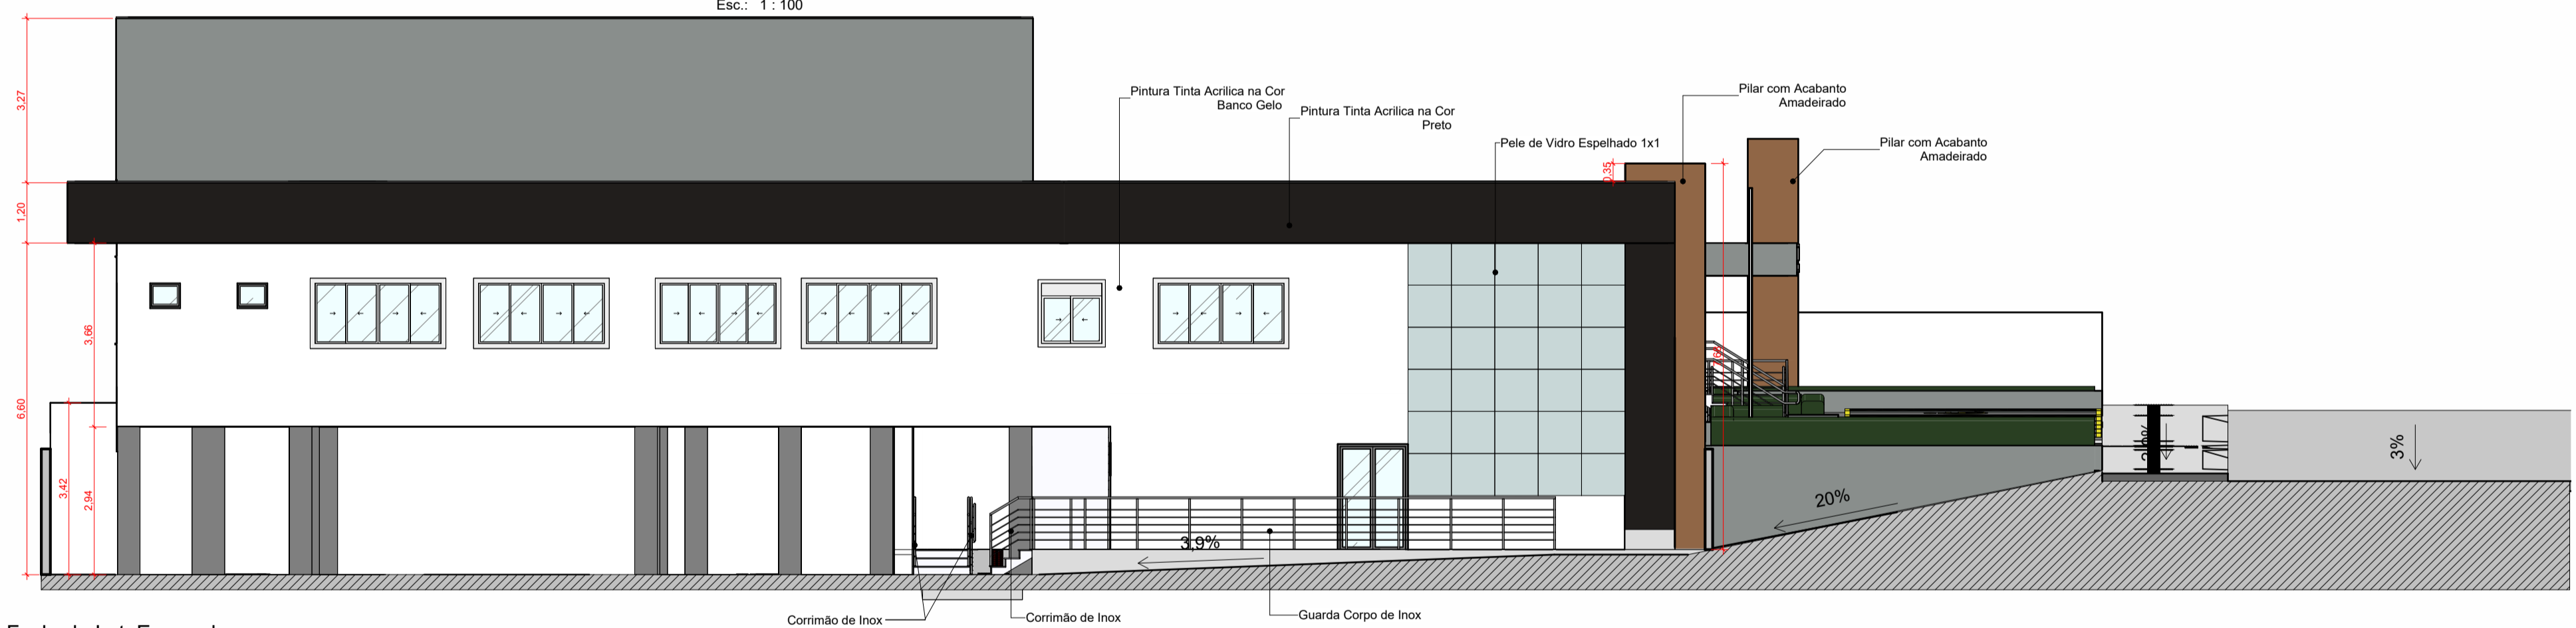 Esc.: 1 : 100
3,27
Pintura Tinta Acrilica na Cor
Banco Gelo
Pintura Tinta Acrilica na Cor
Preto
Pilar com Acabanto
Amadeirado
Pele de Vidro Espelhado 1x1
Pilar com Acabanto
Amadeirado
0,35
1,20
3,66
6,60
3,42
2,94
3%
20%
3,9%
Corrimão de Inox
Corrimão de Inox
Guarda Corpo de Inox